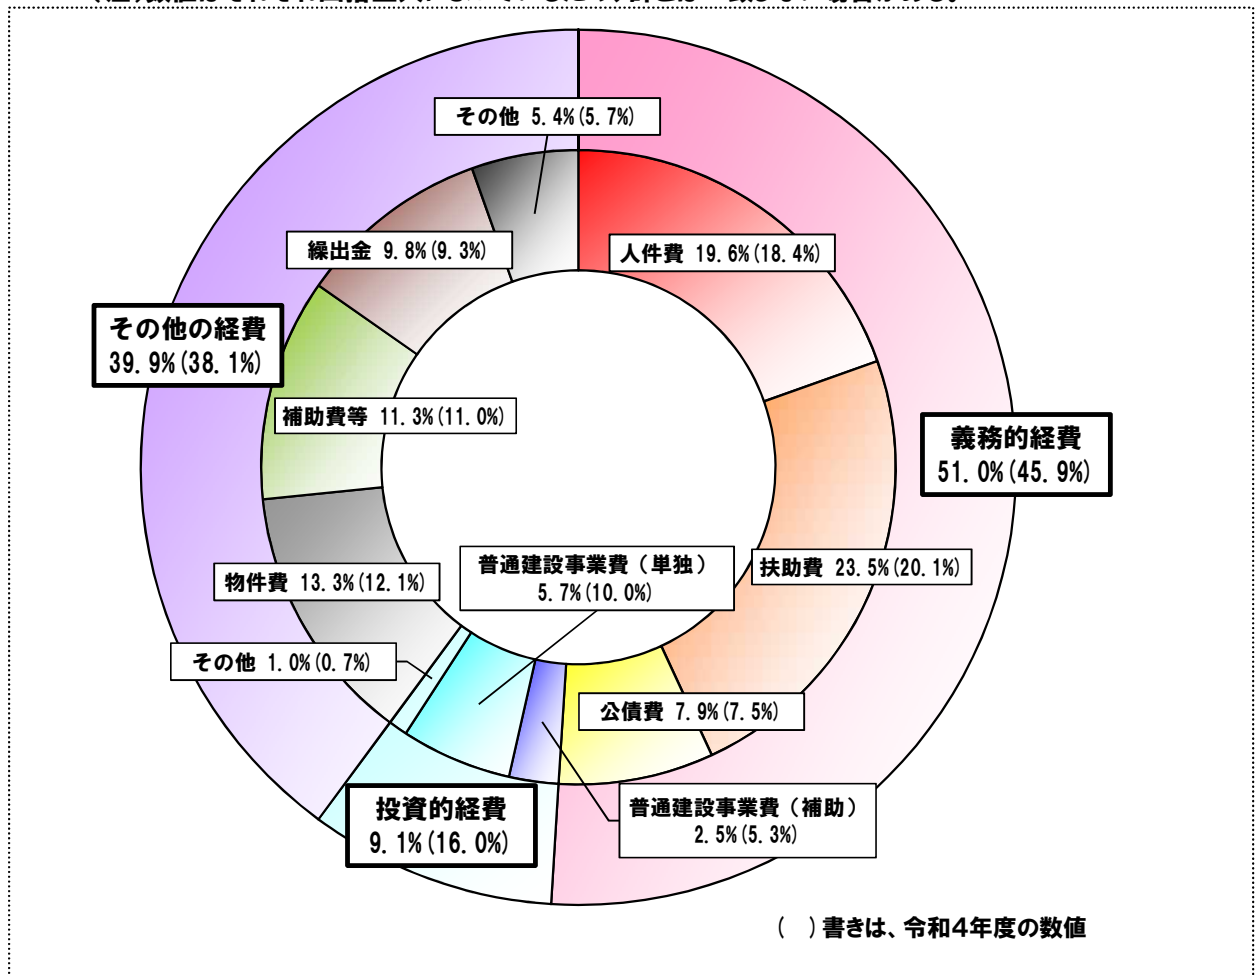 その他 5.4%(5.7%)
繰出金 9.8%(9.3%)
人件費 19.6%(18.4%)
その他の経費
39.9%(38.1%)
補助費等 11.3%(11.0%)
義務的経費
51.0%(45.9%)
普通建設事業費(単独)
5.7%(10.0%)
扶助費 23.5%(20.1%)
物件費 13.3%(12.1%)
その他 1.0%(0.7%)
公債費 7.9%(7.5%)
投資的経費
9.1%(16.0%)
普通建設事業費(補助)
2.5%(5.3%)
( )書きは、令和4年度の数値